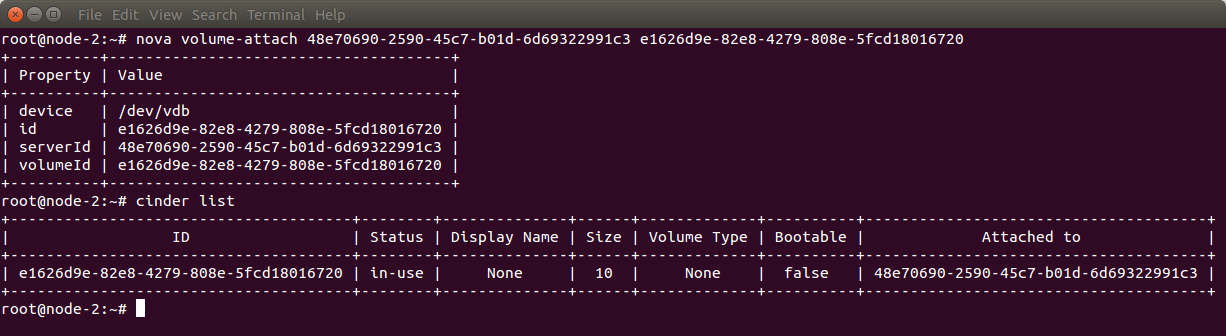 File Edit View Search Terminal Help
root@node-2:~# nova volume-attach 48e70690-2590-45c7-b01d-6d69322991c3 e1626d9e-82e8-4279-808e-5fcd18016720
+----------+--------------------------------------+
| Property | Value                                |
+----------+--------------------------------------+
| device   | /dev/vdb                             |
| id       | e1626d9e-82e8-4279-808e-5fcd18016720 |
| serverId | 48e70690-2590-45c7-b01d-6d69322991c3 |
| volumeId | e1626d9e-82e8-4279-808e-5fcd18016720 |
+----------+--------------------------------------+
root@node-2:~# cinder list
+--------------------------------------+--------+--------------+------+-------------+----------+--------------------------------------+
|                  ID                  | Status | Display Name | Size | Volume Type | Bootable |             Attached to              |
+--------------------------------------+--------+--------------+------+-------------+----------+--------------------------------------+
| e1626d9e-82e8-4279-808e-5fcd18016720 | in-use |     None     |  10  |     None    |  false   | 48e70690-2590-45c7-b01d-6d69322991c3 |
+--------------------------------------+--------+--------------+------+-------------+----------+--------------------------------------+
root@node-2:~#